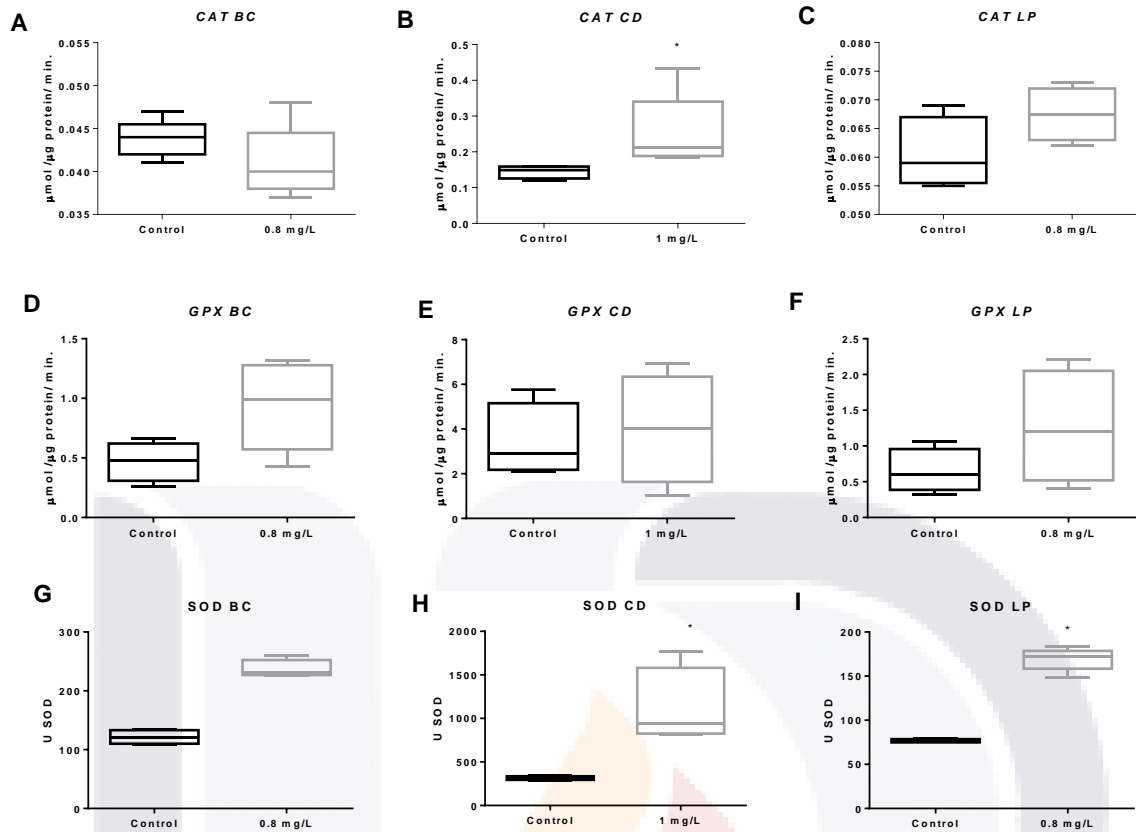 A
CAT BC
µmol/µg protein/ min.
0.055
0.050
0.045
0.040
0.035
Control
0.8 mg/L
B
CAT CD
*
µmol/µg protein/ min.
0.5
0.4
0.3
0.2
0.1
0.0
Control
1 mg/L
C
CAT LP
µmol/µg protein/ min.
0.080
0.075
0.070
0.065
0.060
0.055
0.050
Control
0.8 mg/L
D
GPX BC
µmol/µg protein/ min.
1.5
1.0
0.5
0.0
Control
0.8 mg/L
E
GPX CD
µmol/µg protein/ min.
8
6
4
2
0
Control
1 mg/L
F
GPX LP
µmol/µg protein/ min.
2.5
2.0
1.5
1.0
0.5
0.0
Control
0.8 mg/L
G
SOD BC
U SOD
300
200
100
0
Control
0.8 mg/L
H
SOD CD
*
U SOD
2000
1500
1000
500
0
Control
1 mg/L
I
SOD LP
*
U SOD
200
150
100
50
0
Control
0.8 mg/L